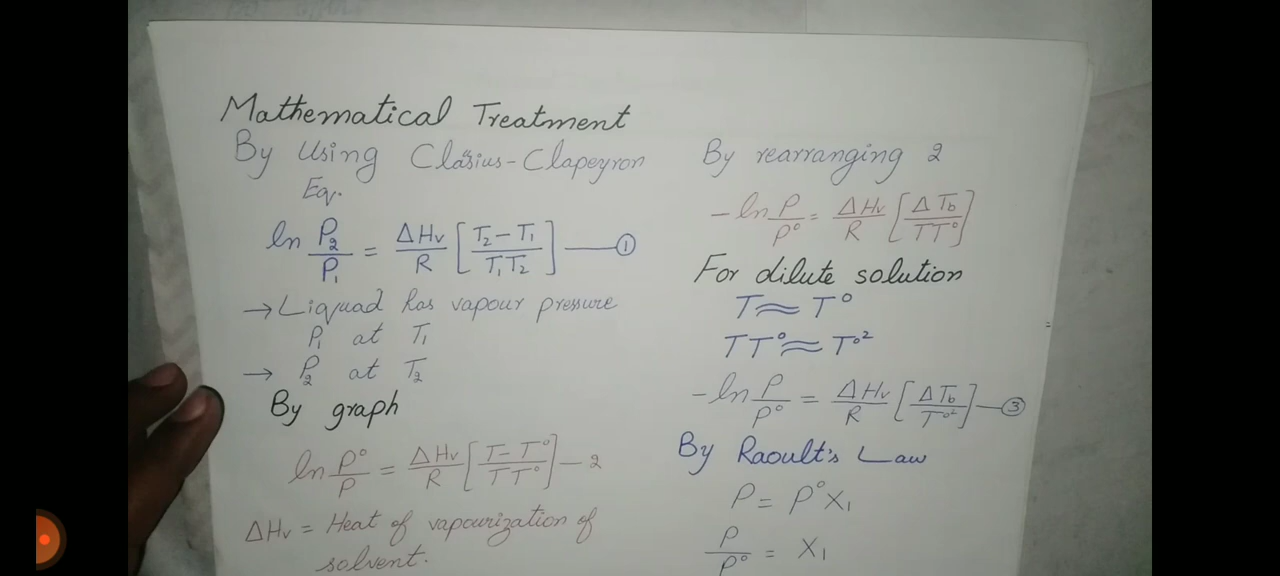 Mathematical Treatment
By Using Clasius-Clapeyron
Eq.
ln P₂/P₁ = ΔHv/R [T₂-T₁/T₁T₂] — ①
→ Liquad has vapour pressure
P₁ at T₁
→ P₂ at T₂
By graph
ln P°/P = ΔHv/R [T-T°/TT°] — 2
ΔHv = Heat of vapourization of
solvent.
By rearranging 2
-ln P/P° = ΔHv/R [ΔTb/TT°]
For dilute solution
T≈T°
TT°≈T°²
-ln P/P° = ΔHv/R [ΔTb/T°²] — ③
By Raoult's Law
P = P°X₁
P/P° = X₁